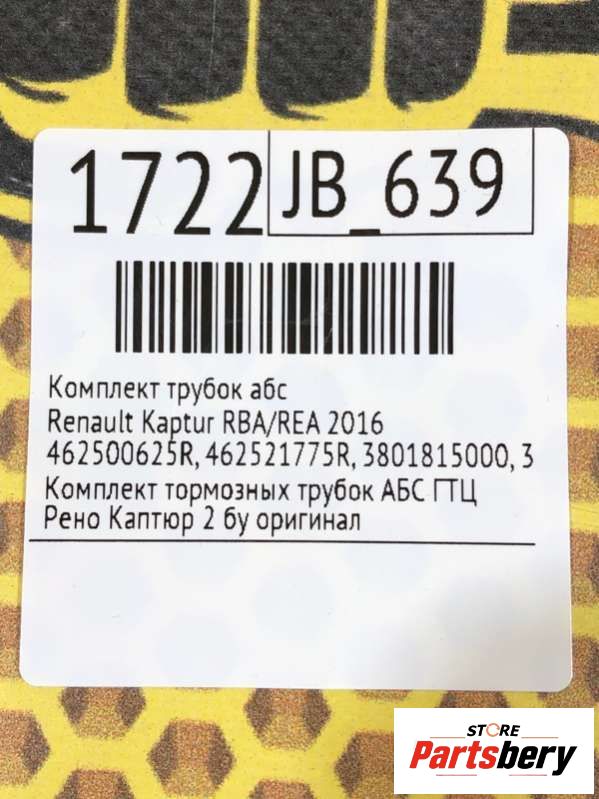 1722 JB_639
Комплект трубок абс
Renault Kaptur RBA/REA 2016
462500625R, 462521775R, 3801815000, 3
Комплект тормозных трубок АБС ГТЦ
Рено Каптюр 2 бу оригинал
STORE
Partsbery